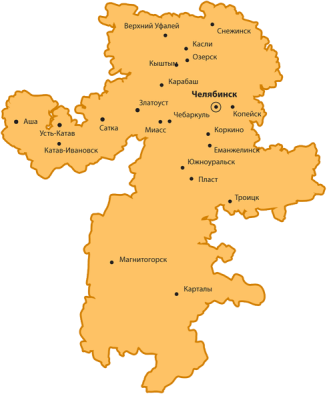 Верхний Уфалей
Снежинск
Касли
Озерск
Кыштым
Карабаш
Челябинск
Златоуст
Копейск
Чебаркуль
Аша
Сатка
Миасс
Усть-Катав
Коркино
Катав-Ивановск
Еманжелинск
Южноуральск
Пласт
Троицк
Магнитогорск
Карталы